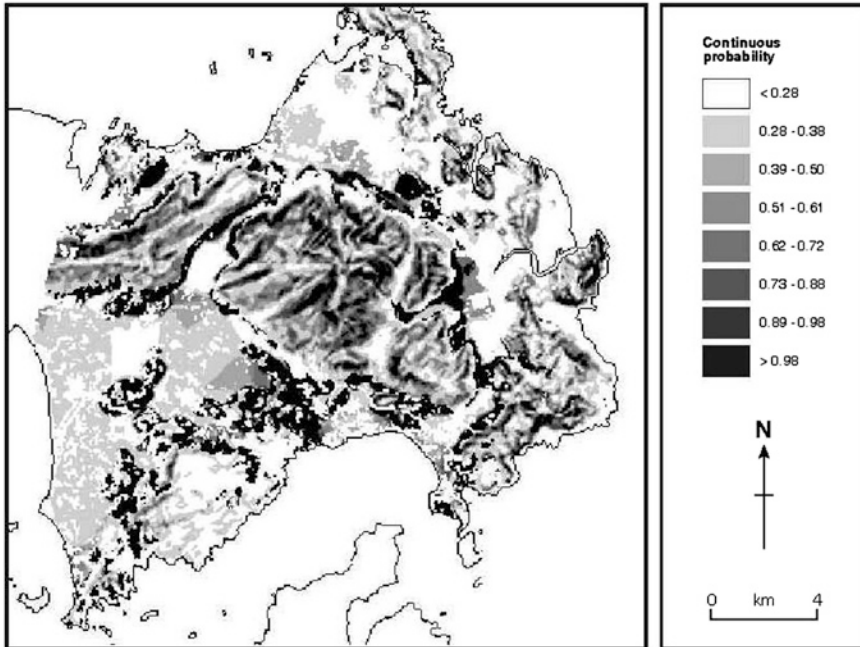 Continuous
probability
< 0.28
0.28 - 0.38
0.39 - 0.50
0.51 - 0.61
0.62 - 0.72
0.73 - 0.88
0.89 - 0.98
> 0.98
N
0 km 4